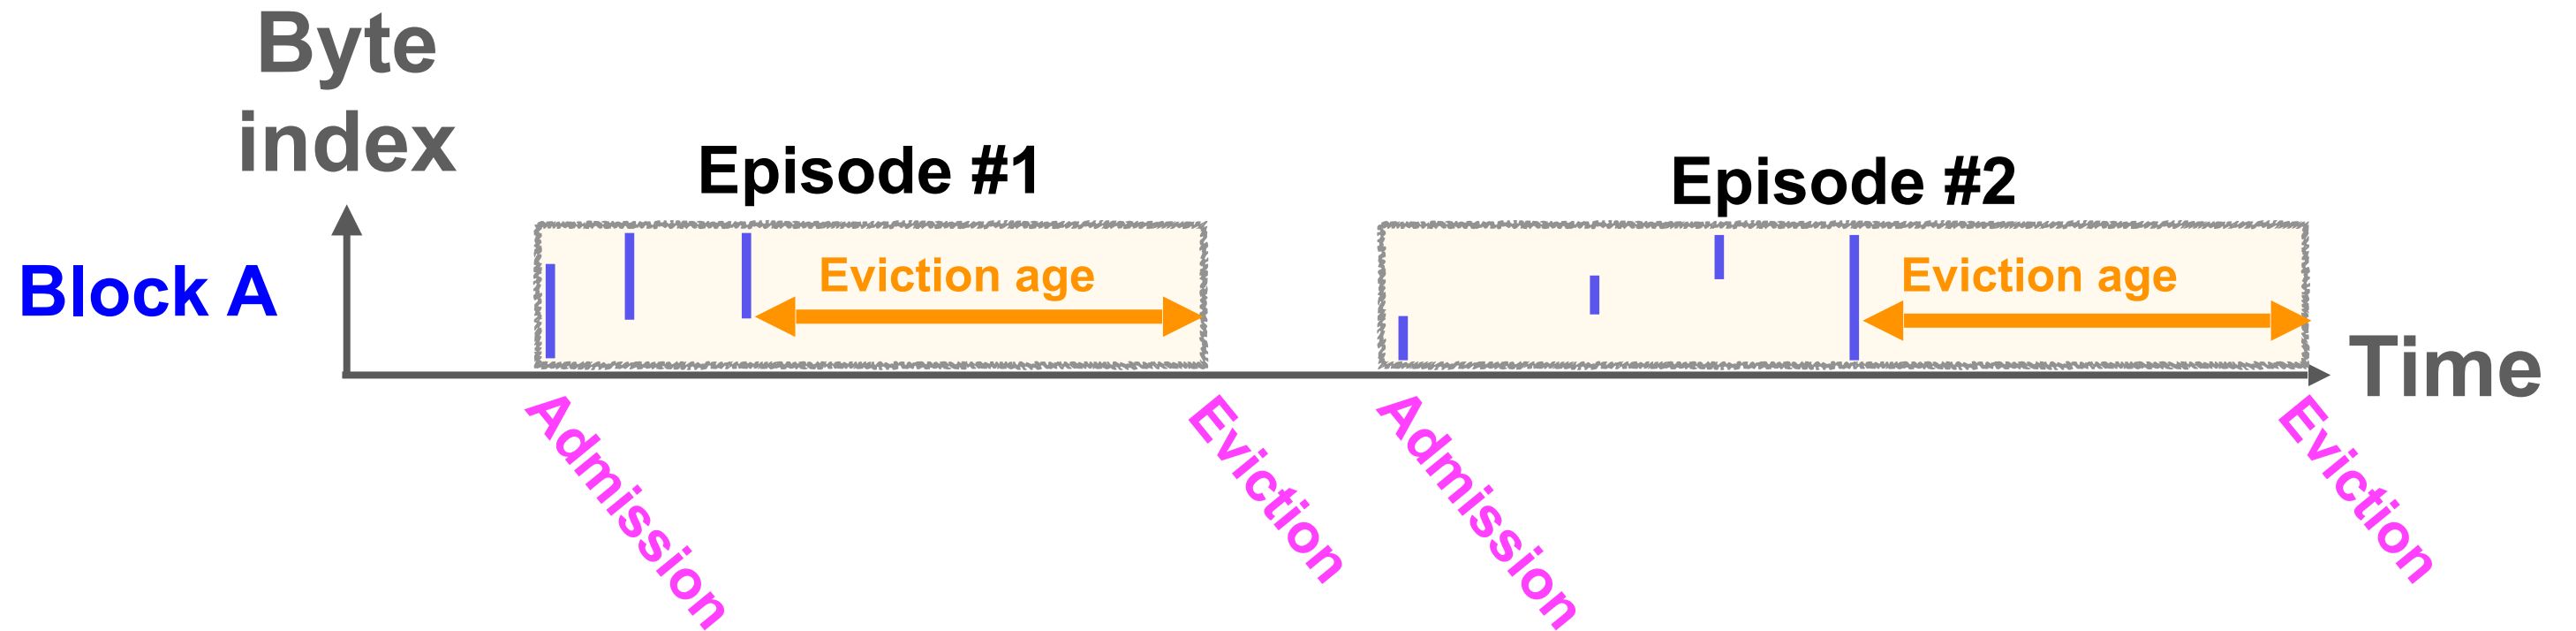 Byte
index
Episode #1
Episode #2
Block A
Eviction age
Eviction age
Time
Admission
Eviction
Admission
Eviction